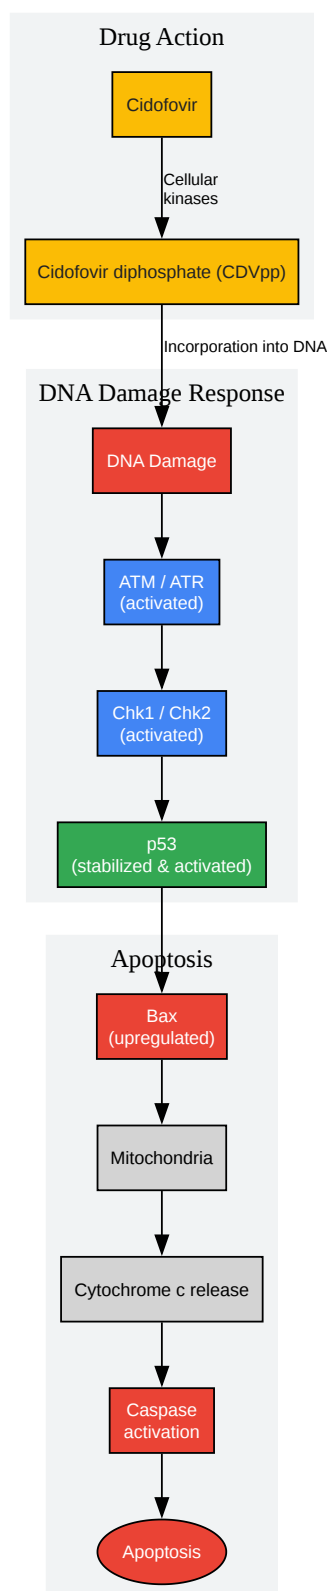 Drug Action
Cidofovir
Cellular
kinases
Cidofovir diphosphate (CDVpp)
Incorporation into DNA
DNA Damage Response
DNA Damage
ATM / ATR
(activated)
Chk1 / Chk2
(activated)
p53
(stabilized & activated)
Apoptosis
Bax
(upregulated)
Mitochondria
Cytochrome c release
Caspase
activation
Apoptosis